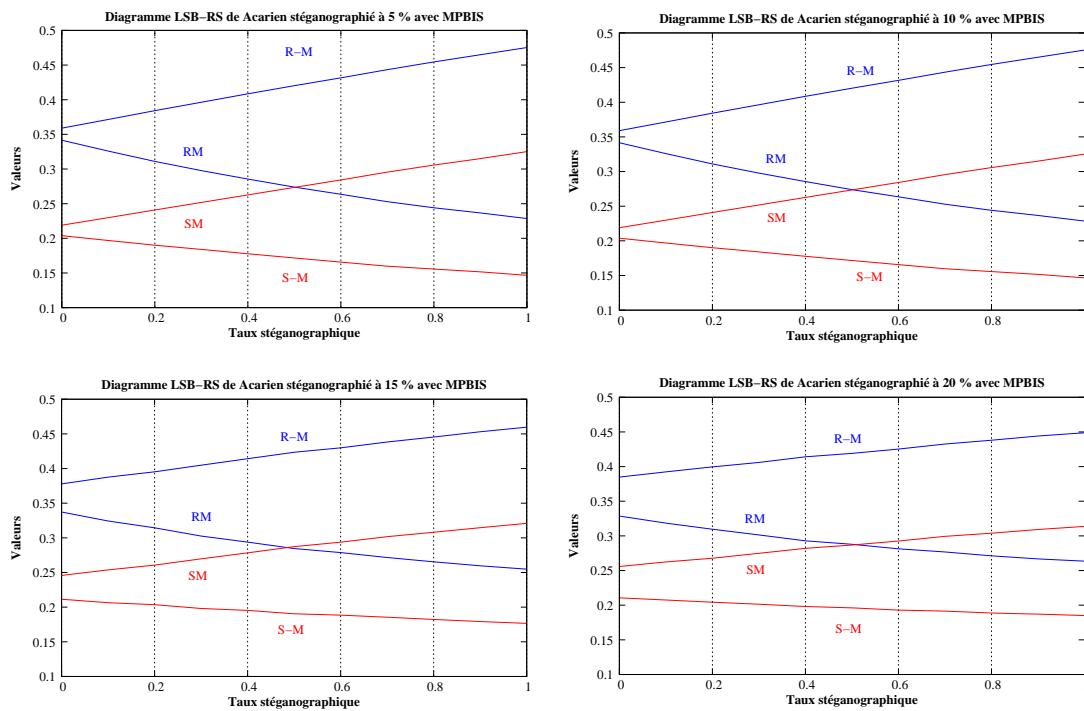 Diagramme LSB−RS de Acarien stéganographié à 5 % avec MPBIS
0.5
0.45
0.4
0.35
0.3
0.25
0.2
0.15
0.1
Valeurs
R−M
RM
SM
S−M
0 0.2 0.4 0.6 0.8 1
Taux stéganographique
Diagramme LSB−RS de Acarien stéganographié à 10 % avec MPBIS
0.5
0.45
0.4
0.35
0.3
0.25
0.2
0.15
0.1
Valeurs
R−M
RM
SM
S−M
0 0.2 0.4 0.6 0.8
Taux stéganographique
Diagramme LSB−RS de Acarien stéganographié à 15 % avec MPBIS
0.5
0.45
0.4
0.35
0.3
0.25
0.2
0.15
0.1
Valeurs
R−M
RM
SM
S−M
0 0.2 0.4 0.6 0.8 1
Taux stéganographique
Diagramme LSB−RS de Acarien stéganographié à 20 % avec MPBIS
0.5
0.45
0.4
0.35
0.3
0.25
0.2
0.15
0.1
Valeurs
R−M
RM
SM
S−M
0 0.2 0.4 0.6 0.8
Taux stéganographique